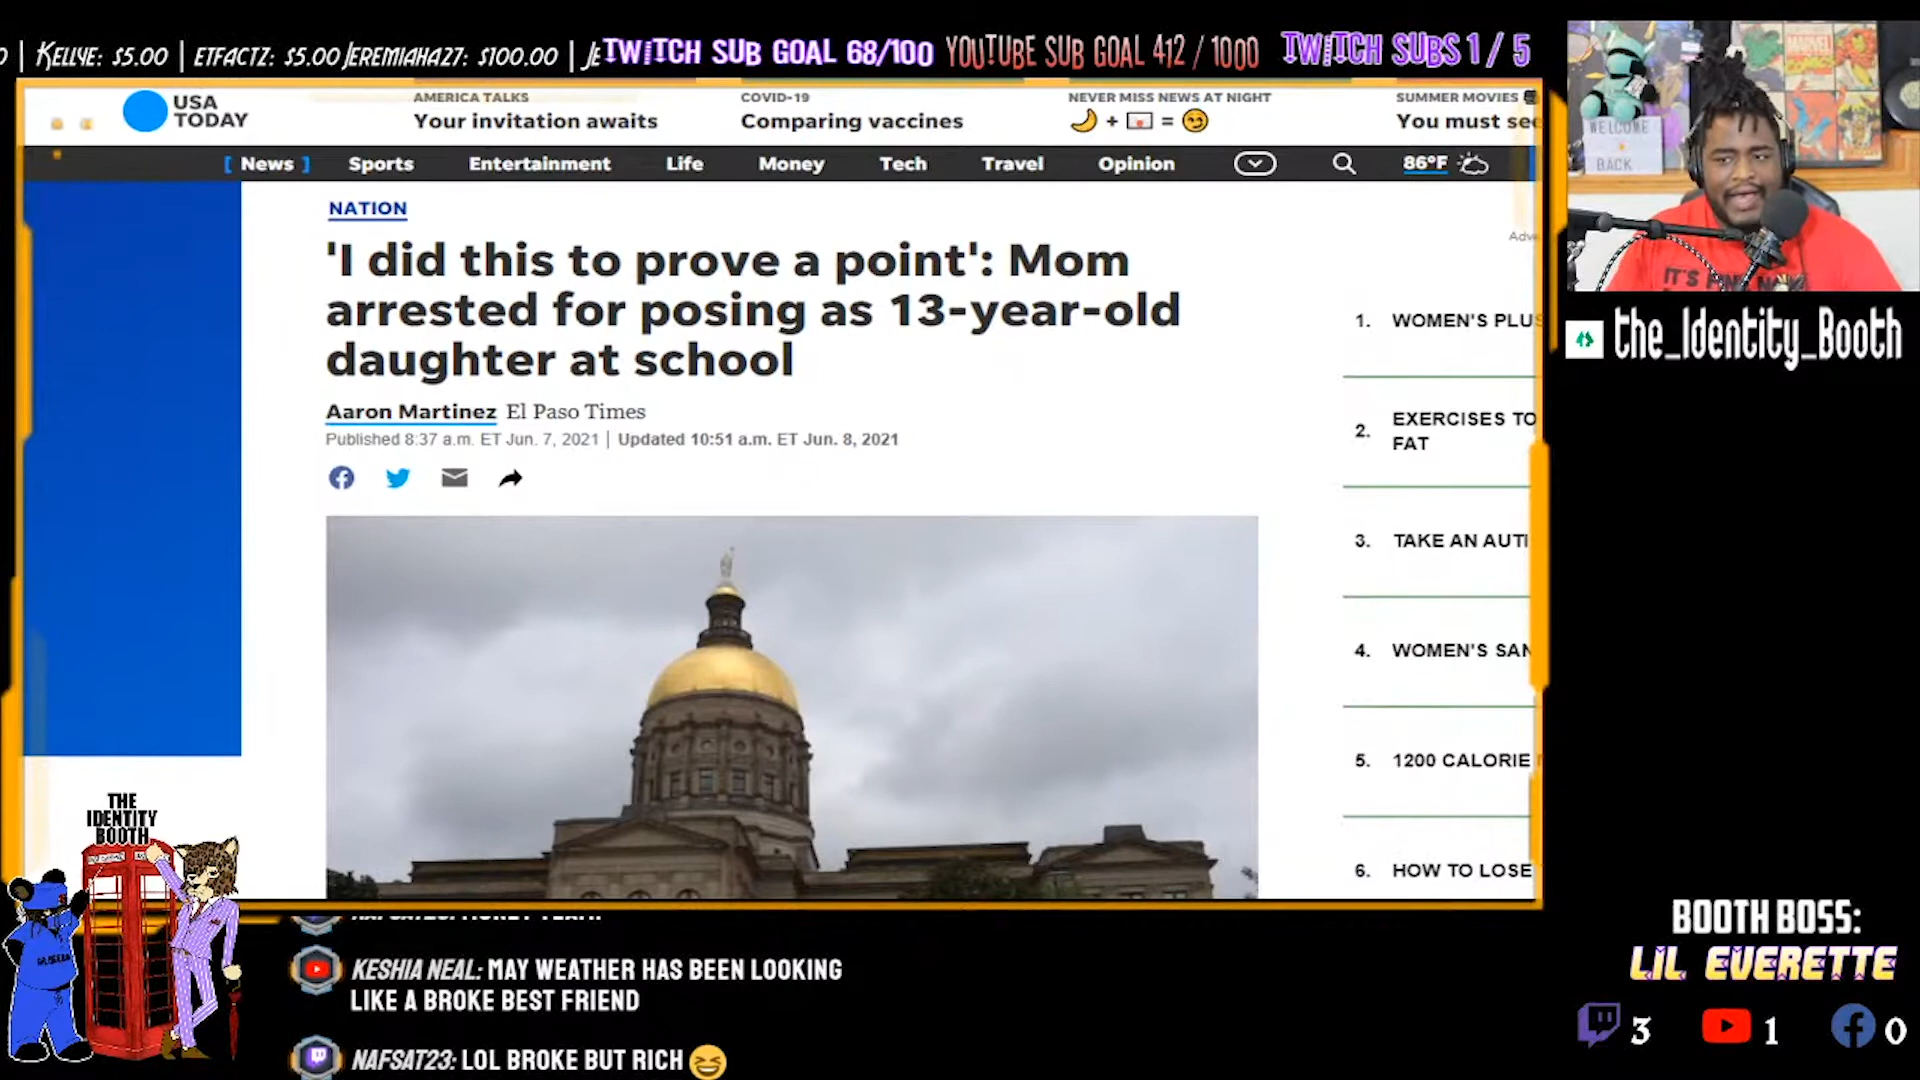 KELLYE: $5.00 | ETFACTZ: $5.00 JEREMIAHA27: $100.00 | JE
TWITCH SUB GOAL 68/100
YOUTUBE SUB GOAL 412 / 1000
TWITCH SUBS 1 / 5
USA
TODAY
AMERICA TALKS
Your invitation awaits
COVID-19
Comparing vaccines
NEVER MISS NEWS AT NIGHT
🌙 + 💌 = 😏
SUMMER MOVIES
You must see
[ News ] Sports Entertainment Life Money Tech Travel Opinion 86°F
NATION
'I did this to prove a point': Mom
arrested for posing as 13-year-old
daughter at school
Aaron Martinez El Paso Times
Published 8:37 a.m. ET Jun. 7, 2021 | Updated 10:51 a.m. ET Jun. 8, 2021
1. WOMEN'S PLUS
2. EXERCISES TO
FAT
3. TAKE AN AUTI
4. WOMEN'S SAN
5. 1200 CALORIE
6. HOW TO LOSE
WELCOME
BACK
MARVEL
IT'S FINE
the_Identity_Booth
THE
IDENTITY
BOOTH
KESHIA NEAL: MAY WEATHER HAS BEEN LOOKING
LIKE A BROKE BEST FRIEND
NAFSAT23: LOL BROKE BUT RICH 😆
BOOTH BOSS:
LIL EVERETTE
3 1 0